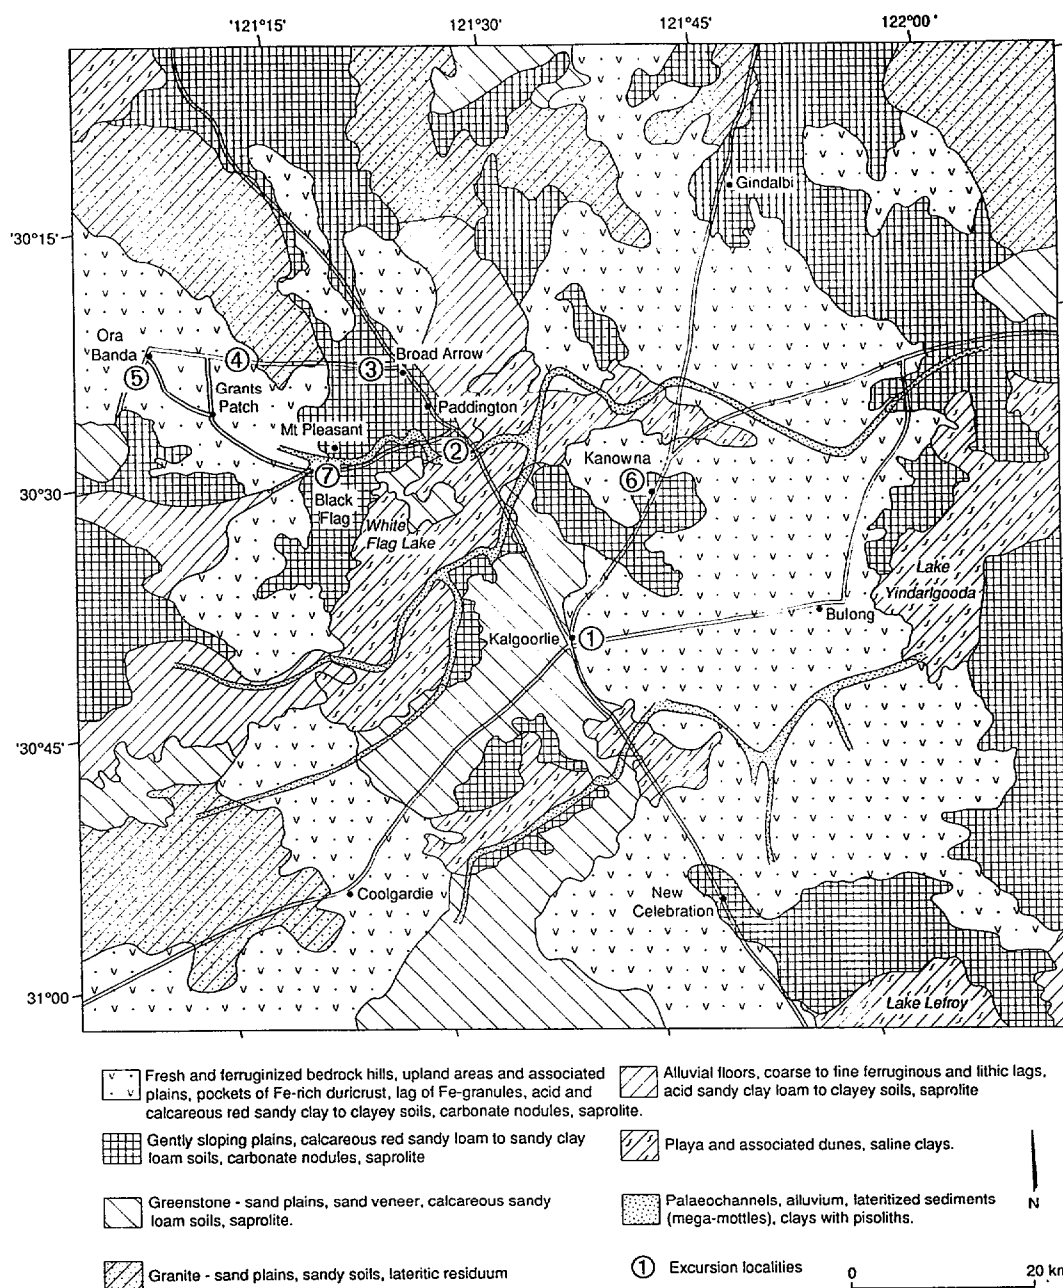 '121°15' 121°30' 121°45' 122°00'
Gindalbi
'30°15'
Ora
Banda
④
③
Broad Arrow
⑤
Grants
Patch
Paddington
Mt Pleasant
②
Kanowna
⑦
⑥
30°30'
Black
Flag
White
Flag Lake
Lake
Yindarlgooda
Bulong
Kalgoorlie
①
'30°45'
Coolgardie
New
Celebration
31°00'
Lake Lefroy
Fresh and ferruginized bedrock hills, upland areas and associated
plains, pockets of Fe-rich duricrust, lag of Fe-granules, acid and
calcareous red sandy clay to clayey soils, carbonate nodules, saprolite.
Gently sloping plains, calcareous red sandy loam to sandy clay
loam soils, carbonate nodules, saprolite
Greenstone - sand plains, sand veneer, calcareous sandy
loam soils, saprolite.
Granite - sand plains, sandy soils, lateritic residuum
Alluvial floors, coarse to fine ferruginous and lithic lags,
acid sandy clay loam to clayey soils, saprolite
Playa and associated dunes, saline clays.
Palaeochannels, alluvium, lateritized sediments
(mega-mottles), clays with pisoliths.
① Excursion localities
N
0 20 km